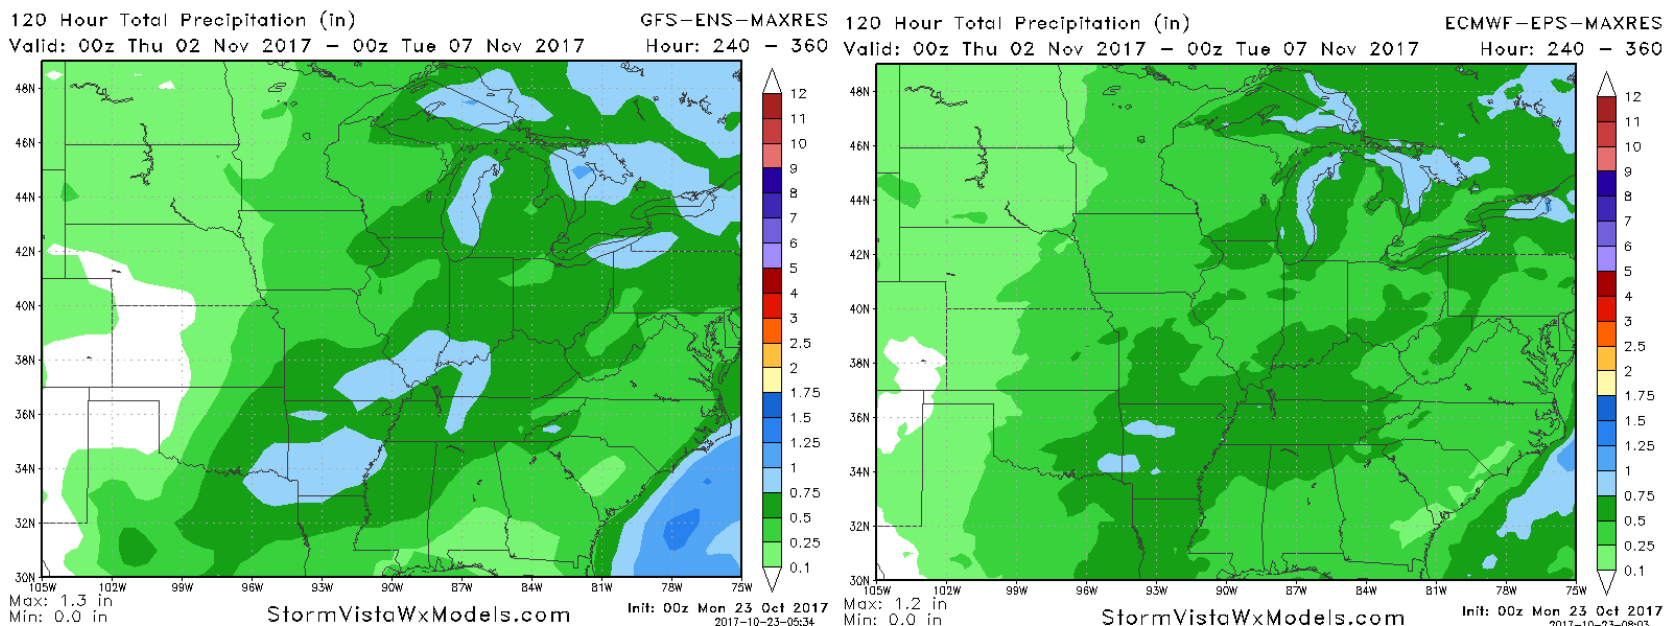 120 Hour Total Precipitation (in) GFS-ENS-MAXRES
Valid: 00z Thu 02 Nov 2017 - 00z Tue 07 Nov 2017 Hour: 240 - 360
48N
46N
44N
42N
40N
38N
36N
34N
32N
30N
105W 102W 99W 96W 93W 90W 87W 84W 81W 78W 75W
12
11
10
9
8
7
6
5
4
3
2.5
2
1.75
1.5
1.25
1
0.75
0.5
0.25
0.1
Max: 1.3 in
Min: 0.0 in
StormVistaWxModels.com
Init: 00z Mon 23 Oct 2017
2017-10-23-05:34
120 Hour Total Precipitation (in) ECMWF-EPS-MAXRES
Valid: 00z Thu 02 Nov 2017 - 00z Tue 07 Nov 2017 Hour: 240 - 360
48N
46N
44N
42N
40N
38N
36N
34N
32N
30N
105W 102W 99W 96W 93W 90W 87W 84W 81W 78W 75W
12
11
10
9
8
7
6
5
4
3
2.5
2
1.75
1.5
1.25
1
0.75
0.5
0.25
0.1
Max: 1.2 in
Min: 0.0 in
StormVistaWxModels.com
Init: 00z Mon 23 Oct 2017
2017-10-23-08:03